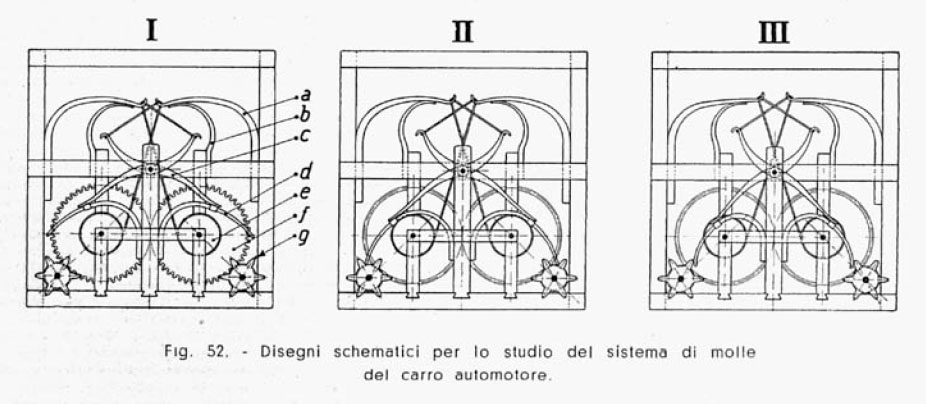 I II III
a
b
c
d
e
f
g
Fig. 52. - Disegni schematici per lo studio del sistema di molle
del carro automotore.